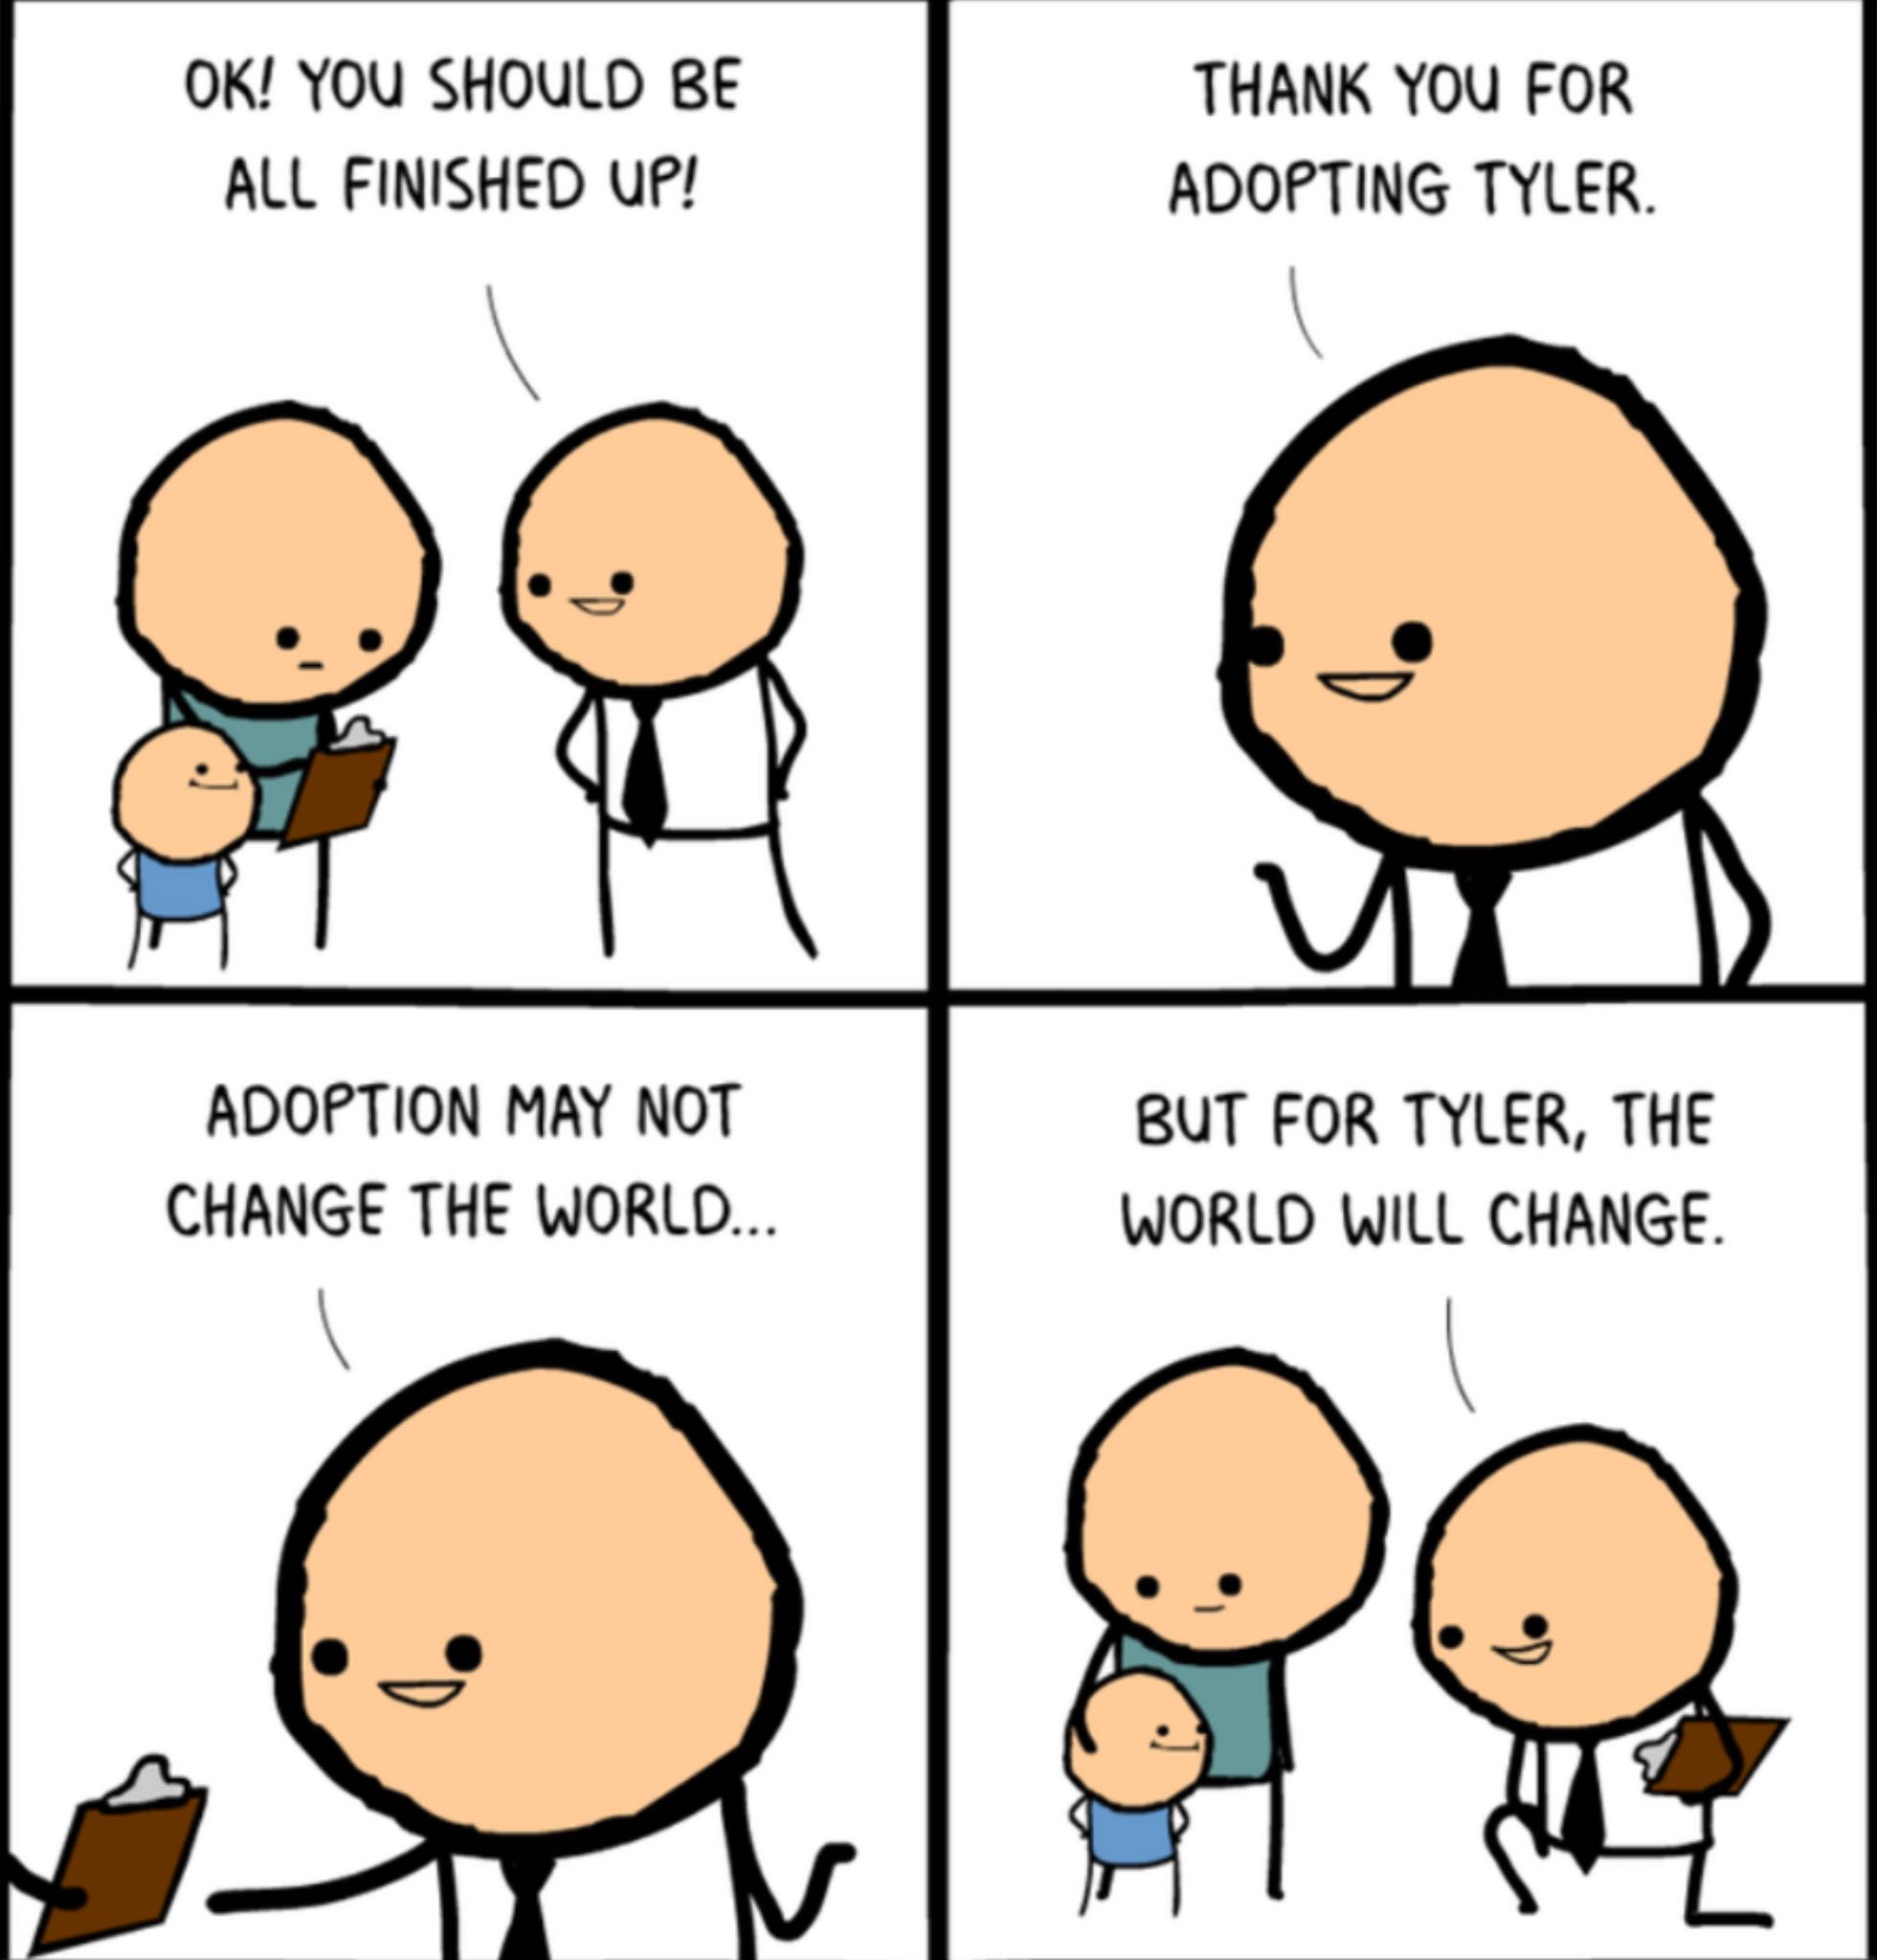 OK! YOU SHOULD BE
ALL FINISHED UP!
THANK YOU FOR
ADOPTING TYLER.
ADOPTION MAY NOT
CHANGE THE WORLD...
BUT FOR TYLER, THE
WORLD WILL CHANGE.